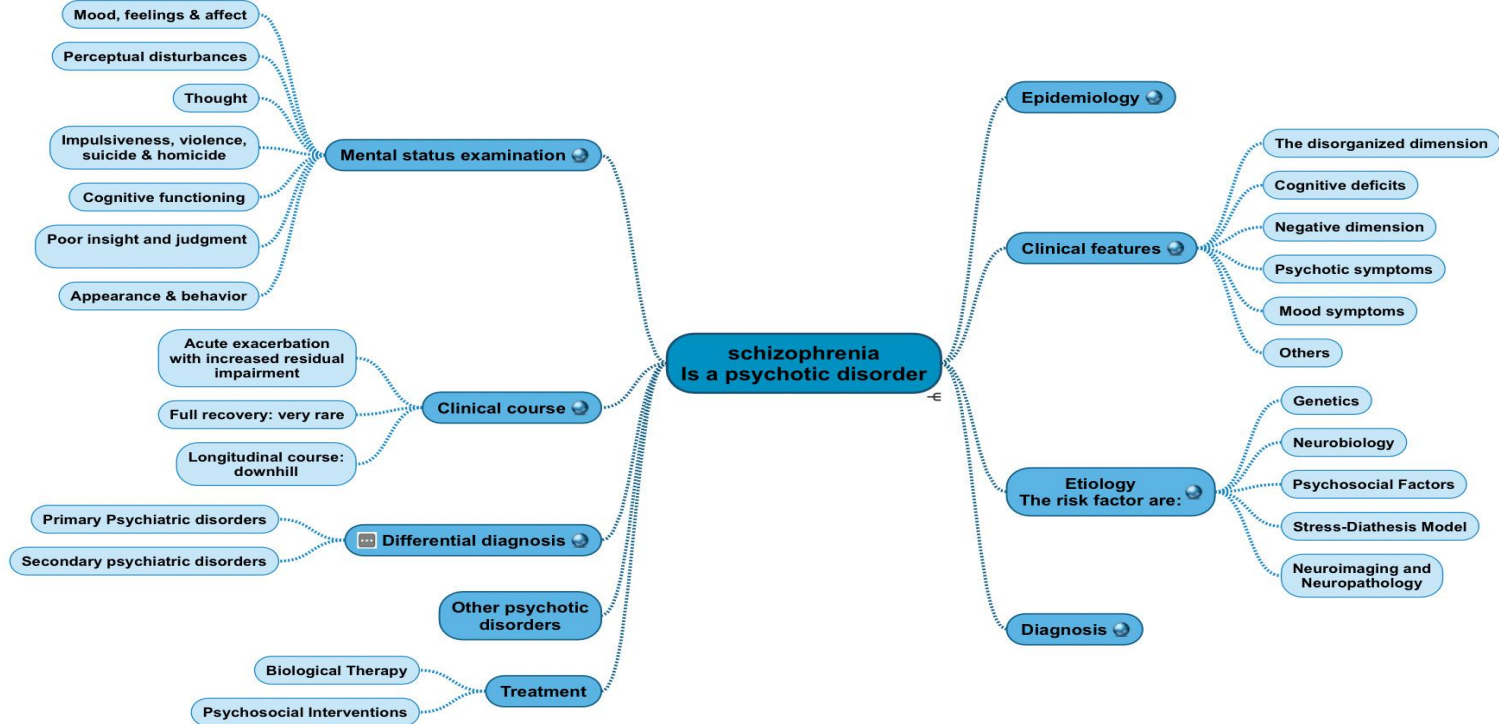 schizophrenia
Is a psychotic disorder
Mental status examination
Mood, feelings & affect
Perceptual disturbances
Thought
Impulsiveness, violence,
suicide & homicide
Cognitive functioning
Poor insight and judgment
Appearance & behavior
Clinical course
Acute exacerbation
with increased residual
impairment
Full recovery: very rare
Longitudinal course:
downhill
Differential diagnosis
Primary Psychiatric disorders
Secondary psychiatric disorders
Other psychotic
disorders
Treatment
Biological Therapy
Psychosocial Interventions
Epidemiology
Clinical features
The disorganized dimension
Cognitive deficits
Negative dimension
Psychotic symptoms
Mood symptoms
Others
Etiology
The risk factor are:
Genetics
Neurobiology
Psychosocial Factors
Stress-Diathesis Model
Neuroimaging and
Neuropathology
Diagnosis